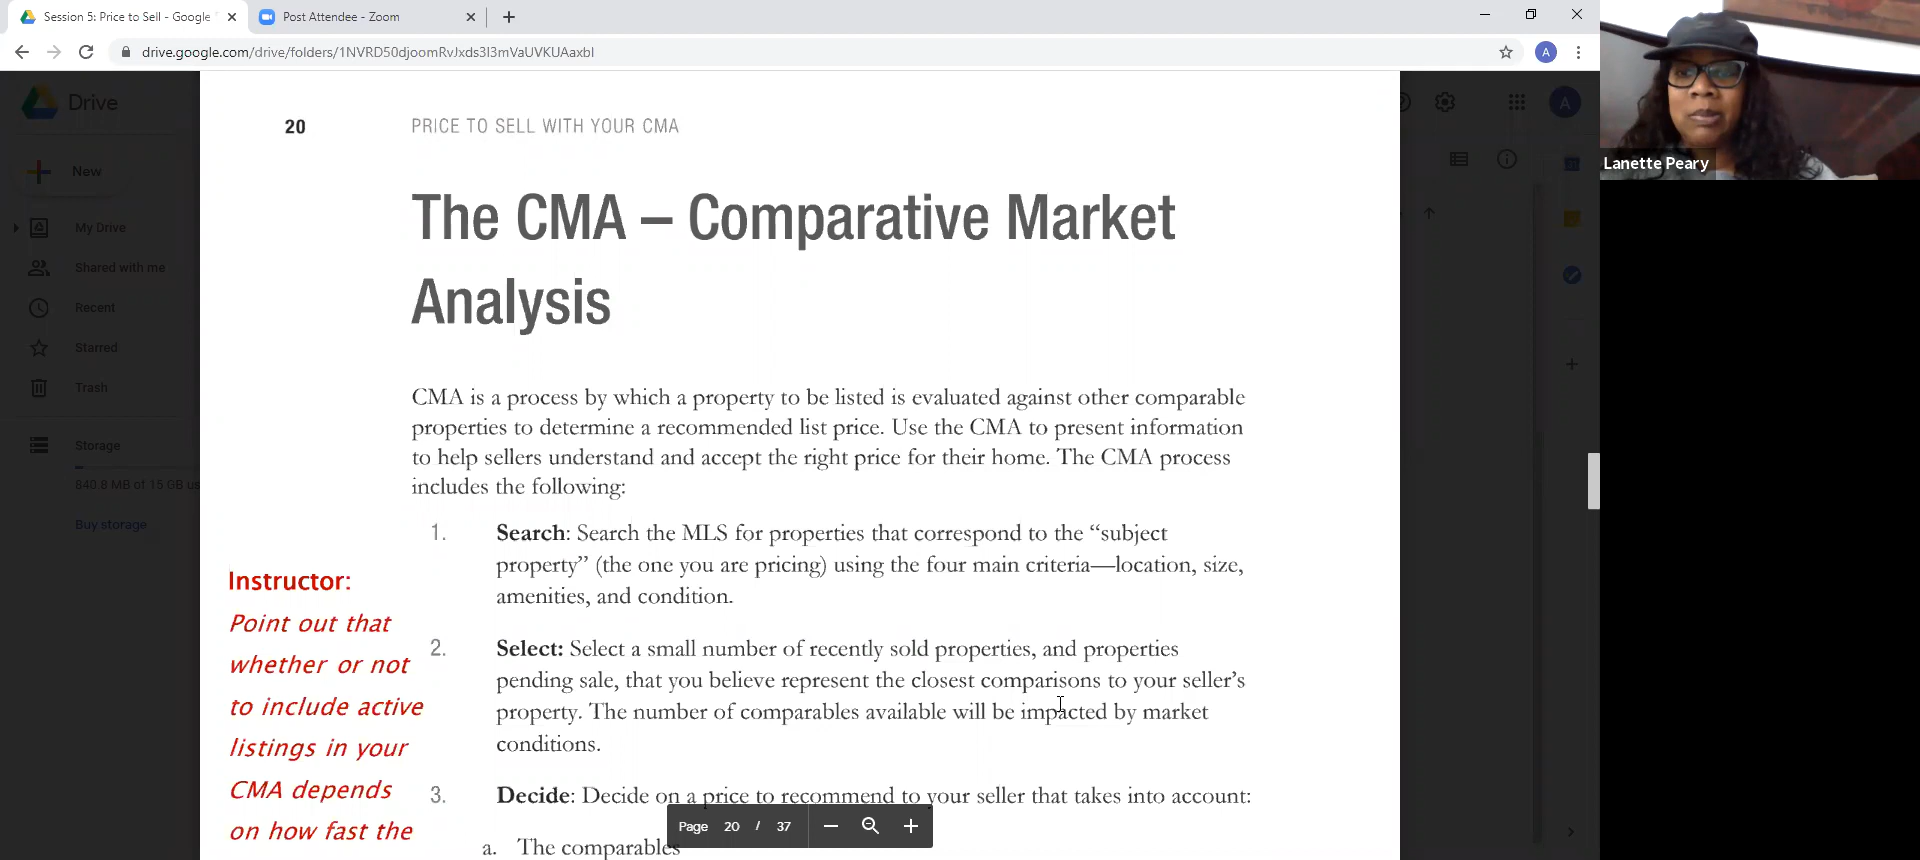 Session 5: Price to Sell - Google
Post Attendee - Zoom
drive.google.com/drive/folders/1NVRD50djoomRvJxds3I3mVaUVKUAaxbI
A
Drive
A
New
My Drive
Shared with me
Recent
Starred
Trash
Storage
840.8 MB of 15 GB us
Buy storage
20 PRICE TO SELL WITH YOUR CMA
The CMA – Comparative Market
Analysis
CMA is a process by which a property to be listed is evaluated against other comparable
properties to determine a recommended list price. Use the CMA to present information
to help sellers understand and accept the right price for their home. The CMA process
includes the following:
1. Search: Search the MLS for properties that correspond to the “subject
property” (the one you are pricing) using the four main criteria—location, size,
amenities, and condition.
2. Select: Select a small number of recently sold properties, and properties
pending sale, that you believe represent the closest comparisons to your seller’s
property. The number of comparables available will be impacted by market
conditions.
3. Decide: Decide on a price to recommend to your seller that takes into account:
a. The comparables
Instructor:
Point out that
whether or not
to include active
listings in your
CMA depends
on how fast the
Page 20 / 37
Lanette Peary